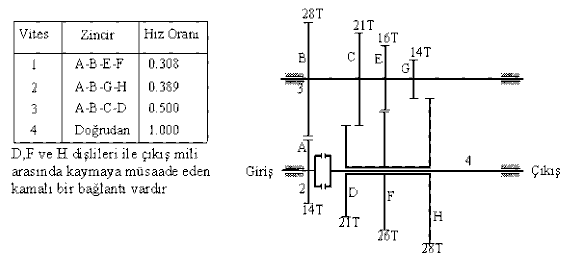 Vites Zincir Hız Oranı
1 A-B-E-F 0.308
2 A-B-G-H 0.389
3 A-B-C-D 0.500
4 Doğrudan 1.000
D,F ve H dişlileri ile çıkış mili
arasında kaymaya müsaade eden
kamalı bir bağlantı vardır
28T
21T
16T
14T
B
C
E
G
3
A
4
Giriş
Çıkış
2
14T
D
F
H
21T
26T
28T